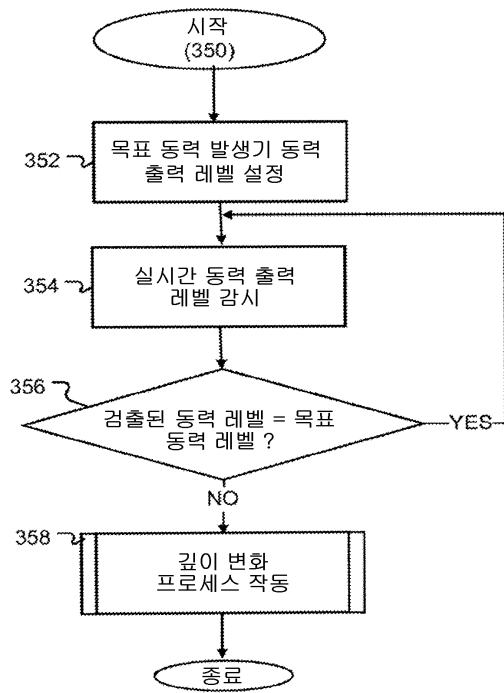 시작
(350)
352
목표 동력 발생기 동력
출력 레벨 설정
354
실시간 동력 출력
레벨 감시
356
검출된 동력 레벨 = 목표
동력 레벨 ?
YES
NO
358
깊이 변화
프로세스 작동
종료